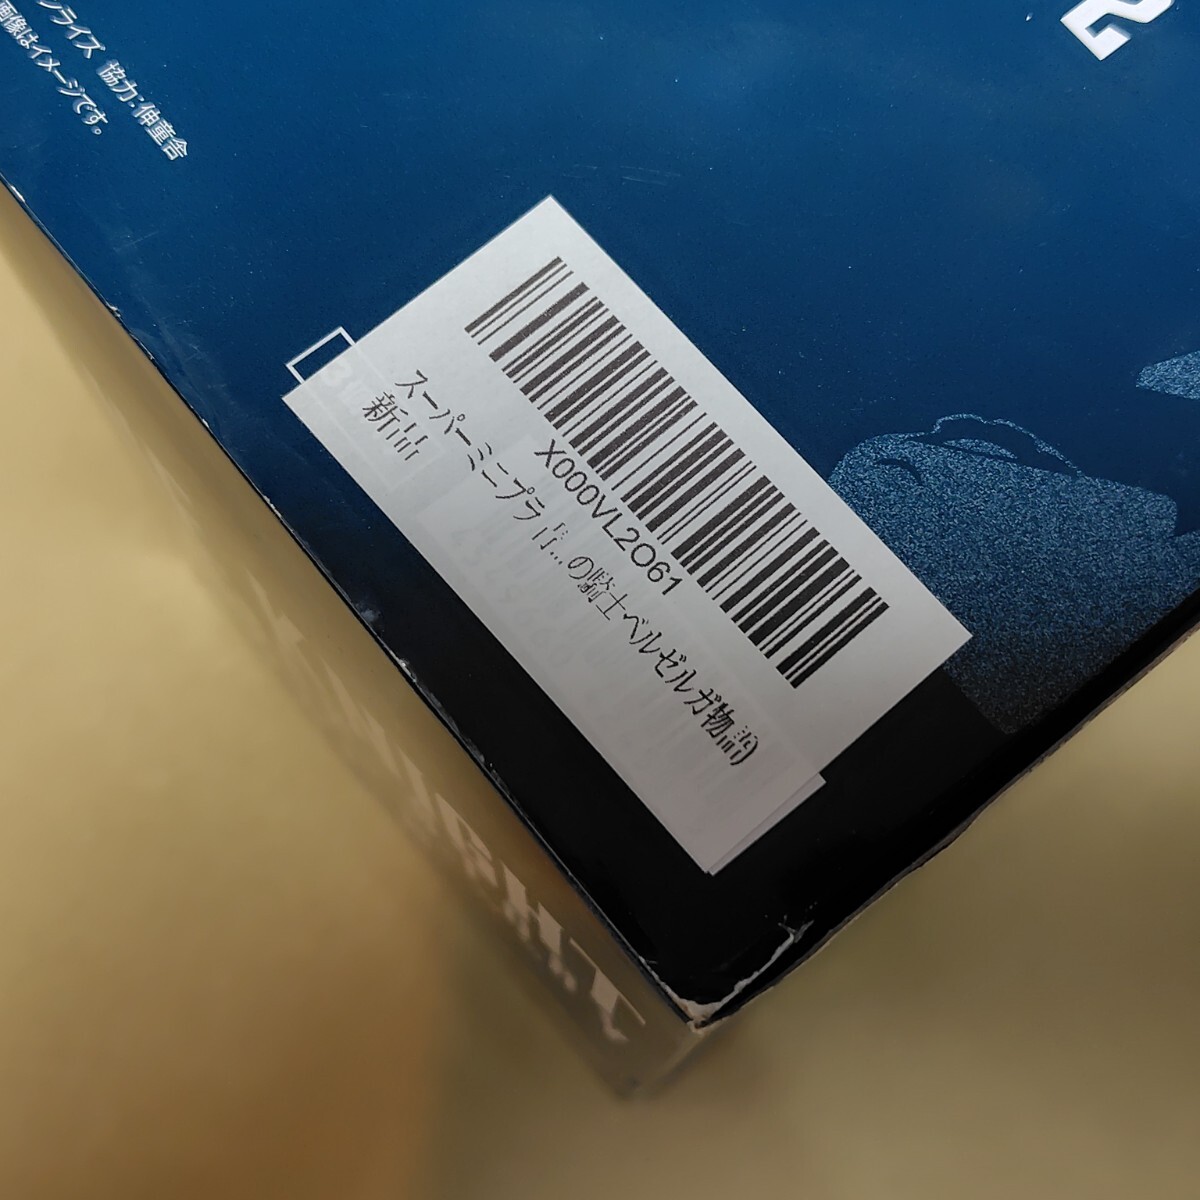 ンライズ 協力:伸童舎
画像はイメージです。
2
X000VL2O61
スーパーミニプラ 青...の騎士ベルゼルガ物語)
新品